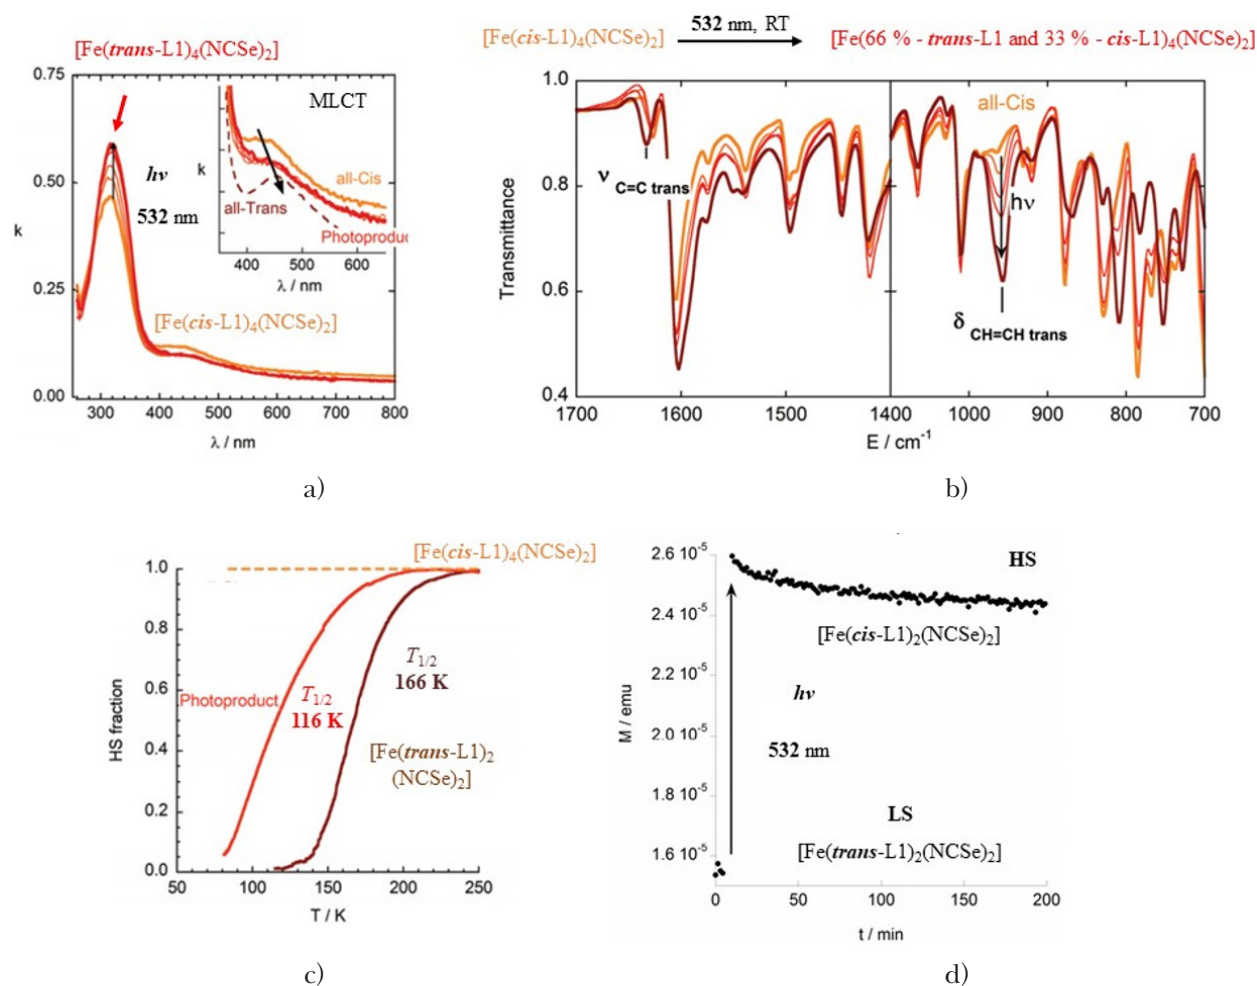 [Fe(trans-L1)4(NCSe)2]
0.75
0.50
0.25
0.00
k
hν
532 nm
MLCT
k
all-Cis
all-Trans
Photoproduc
400 500 600
λ / nm
[Fe(cis-L1)4(NCSe)2]
300 400 500 600 700 800
λ / nm
a)
[Fe(cis-L1)4(NCSe)2]
532 nm, RT
[Fe(66 % - trans-L1 and 33 % - cis-L1)4(NCSe)2]
1.0
0.8
0.6
0.4
Transmittance
ν C=C trans
all-Cis
hν
δ CH=CH trans
1700 1600 1500 1400 1000 900 800 700
E / cm-1
b)
[Fe(cis-L1)4(NCSe)2]
1.0
0.8
0.6
0.4
0.2
0.0
HS fraction
Photoproduct
T1/2
116 K
T1/2
166 K
[Fe(trans-L1)2
(NCSe)2]
50 100 150 200 250
T / K
c)
2.6 10-5
2.4 10-5
2.2 10-5
2.0 10-5
1.8 10-5
1.6 10-5
M / emu
HS
[Fe(cis-L1)2(NCSe)2]
hν
532 nm
LS
[Fe(trans-L1)2(NCSe)2]
0 50 100 150 200
t / min
d)